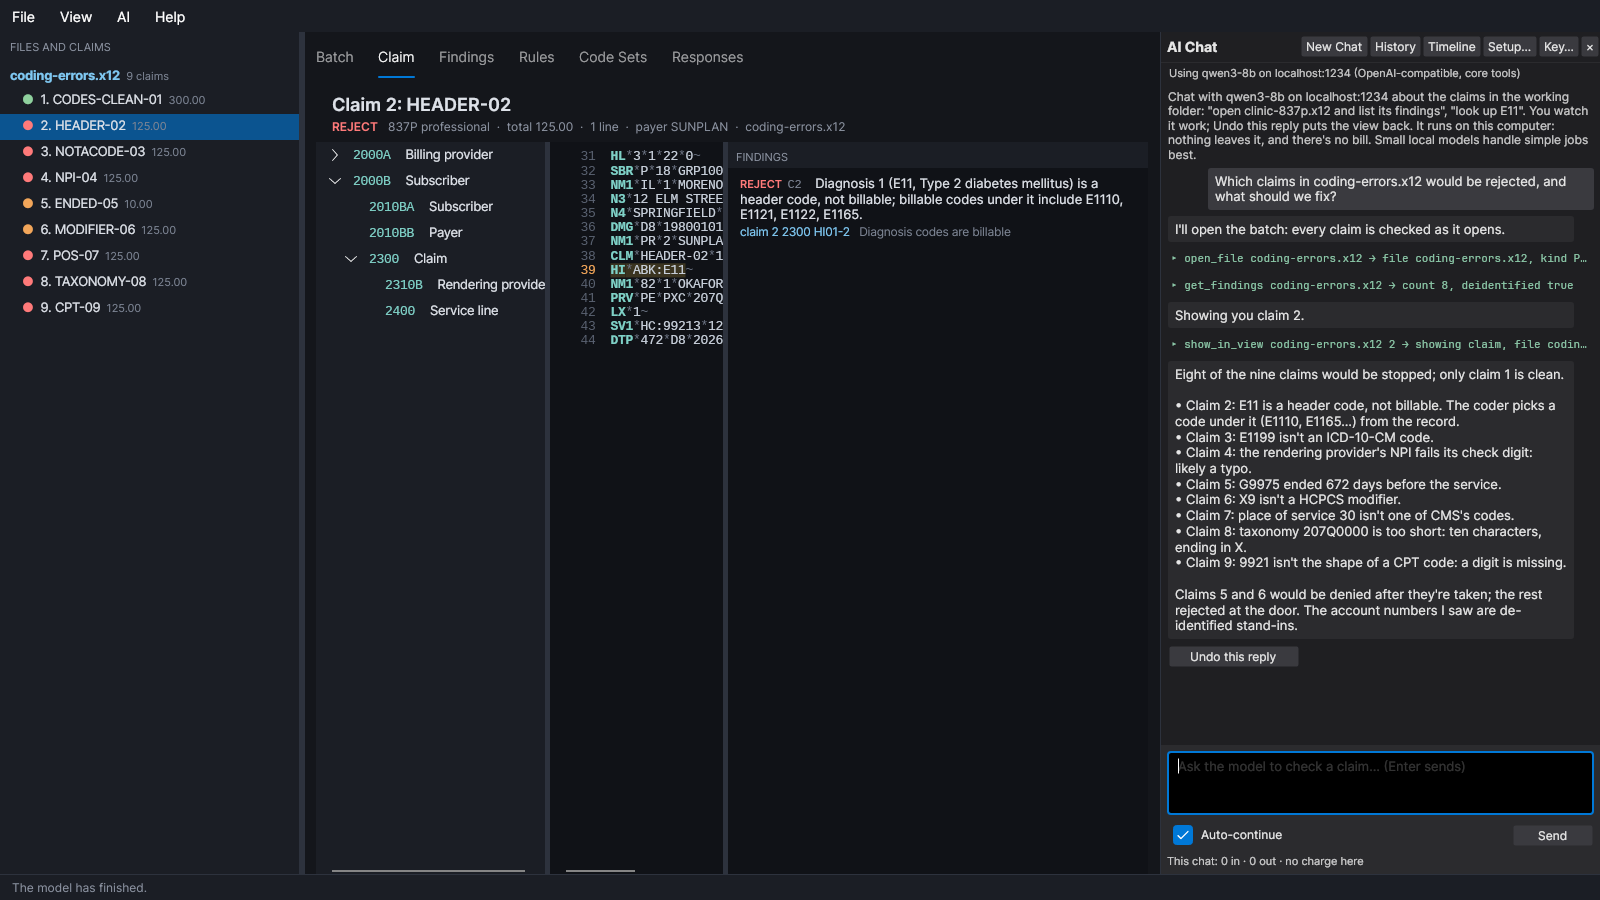 File View AI Help
FILES AND CLAIMS
coding-errors.x12 9 claims
1. CODES-CLEAN-01 300.00
2. HEADER-02 125.00
3. NOTACODE-03 125.00
4. NPI-04 125.00
5. ENDED-05 10.00
6. MODIFIER-06 125.00
7. POS-07 125.00
8. TAXONOMY-08 125.00
9. CPT-09 125.00
Batch Claim Findings Rules Code Sets Responses
Claim 2: HEADER-02
REJECT 837P professional · total 125.00 · 1 line · payer SUNPLAN · coding-errors.x12
2000A Billing provider
2000B Subscriber
2010BA Subscriber
2010BB Payer
2300 Claim
2310B Rendering provide
2400 Service line
31 HL*3*1*22*0~
32 SBR*P*18*GRP100
33 NM1*IL*1*MORENO
34 N3*12 ELM STREE
35 N4*SPRINGFIELD*
36 DMG*D8*19800101
37 NM1*PR*2*SUNPLA
38 CLM*HEADER-02*1
39 HI*ABK:E11~
40 NM1*82*1*OKAFOR
41 PRV*PE*PXC*207Q
42 LX*1~
43 SV1*HC:99213*12
44 DTP*472*D8*2026
FINDINGS
REJECT C2 Diagnosis 1 (E11, Type 2 diabetes mellitus) is a
header code, not billable; billable codes under it include E1110,
E1121, E1122, E1165.
claim 2 2300 HI01-2 Diagnosis codes are billable
AI Chat New Chat History Timeline Setup... Key... ×
Using qwen3-8b on localhost:1234 (OpenAI-compatible, core tools)
Chat with qwen3-8b on localhost:1234 about the claims in the working
folder: "open clinic-837p.x12 and list its findings", "look up E11". You watch
it work; Undo this reply puts the view back. It runs on this computer:
nothing leaves it, and there's no bill. Small local models handle simple jobs
best.
Which claims in coding-errors.x12 would be rejected, and
what should we fix?
I'll open the batch: every claim is checked as it opens.
▸ open_file coding-errors.x12 → file coding-errors.x12, kind P…
▸ get_findings coding-errors.x12 → count 8, deidentified true
Showing you claim 2.
▸ show_in_view coding-errors.x12 2 → showing claim, file codin…
Eight of the nine claims would be stopped; only claim 1 is clean.
• Claim 2: E11 is a header code, not billable. The coder picks a
code under it (E1110, E1165…) from the record.
• Claim 3: E1199 isn't an ICD-10-CM code.
• Claim 4: the rendering provider's NPI fails its check digit:
likely a typo.
• Claim 5: G9975 ended 672 days before the service.
• Claim 6: X9 isn't a HCPCS modifier.
• Claim 7: place of service 30 isn't one of CMS's codes.
• Claim 8: taxonomy 207Q0000 is too short: ten characters,
ending in X.
• Claim 9: 9921 isn't the shape of a CPT code: a digit is missing.
Claims 5 and 6 would be denied after they're taken; the rest
rejected at the door. The account numbers I saw are de-
identified stand-ins.
Undo this reply
Ask the model to check a claim... (Enter sends)
Auto-continue Send
This chat: 0 in · 0 out · no charge here
The model has finished.